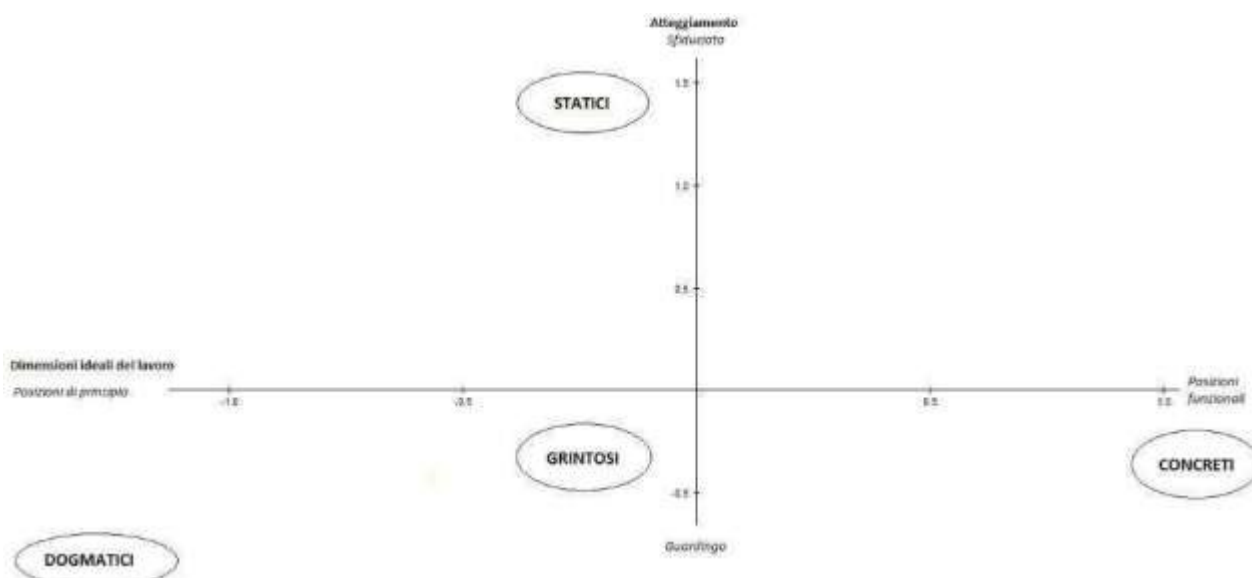 Atteggiamento
Sfiduciato
1.5
STATICI
1.0
0.5
Dimensioni ideali del lavoro
Posizioni di principio
-1.0
-0.5
0.5
1.0
Posizioni
funzionali
GRINTOSI
CONCRETI
-0.5
Guardingo
DOGMATICI